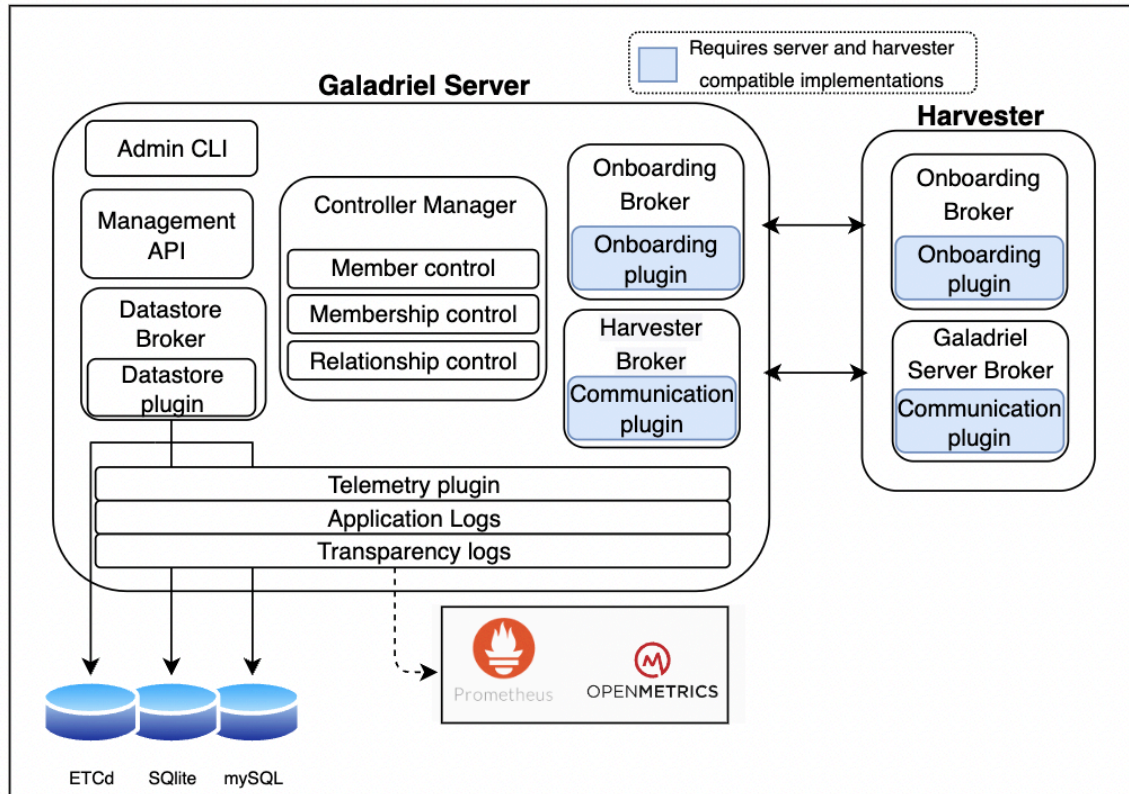 Requires server and harvester
compatible implementations
Galadriel Server
Harvester
Admin CLI
Management
API
Datastore
Broker
Datastore
plugin
Controller Manager
Member control
Membership control
Relationship control
Onboarding
Broker
Onboarding
plugin
Harvester
Broker
Communication
plugin
Onboarding
Broker
Onboarding
plugin
Galadriel
Server Broker
Communication
plugin
Telemetry plugin
Application Logs
Transparency logs
Prometheus
OPENMETRICS
ETCd
SQlite
mySQL